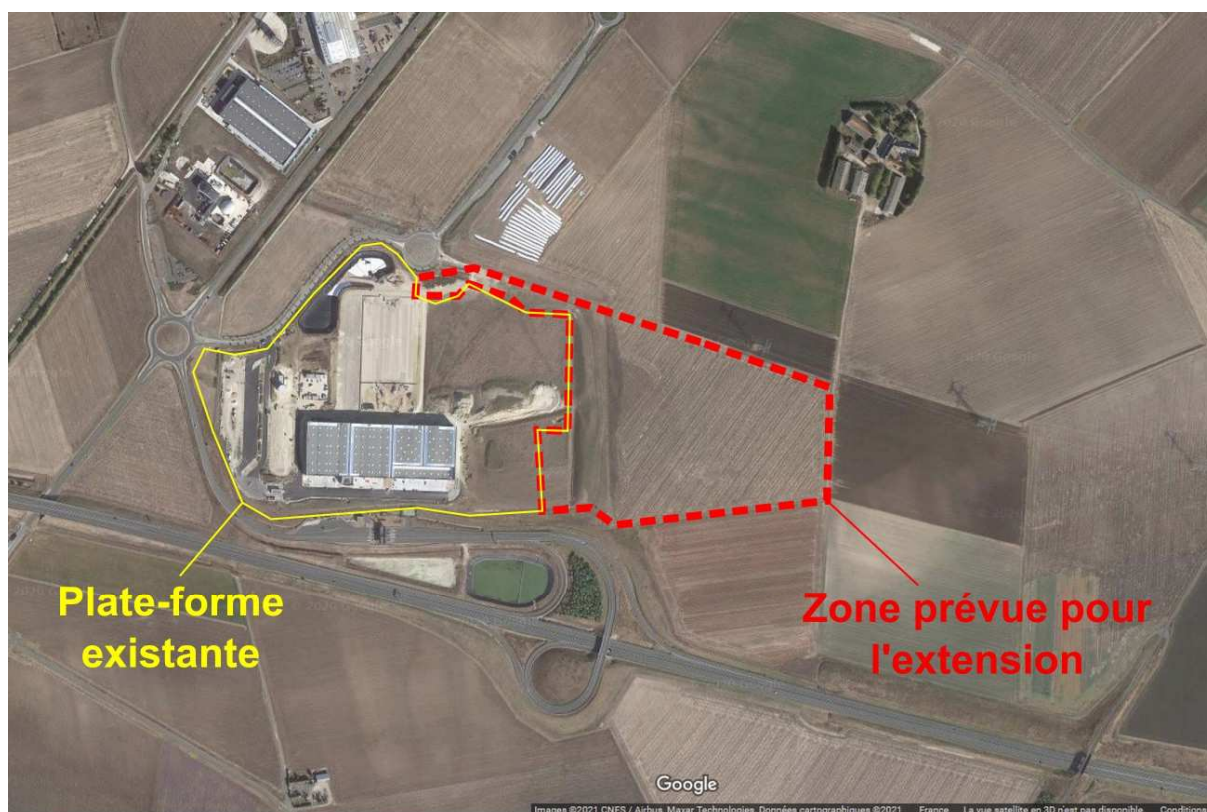 Plate-forme
existante
Zone prévue pour
l'extension
Google
Images ©2021 CNES / Airbus, Maxar Technologies, Données cartographiques ©2021 France La vue satellite en 3D n'est pas disponible Conditions